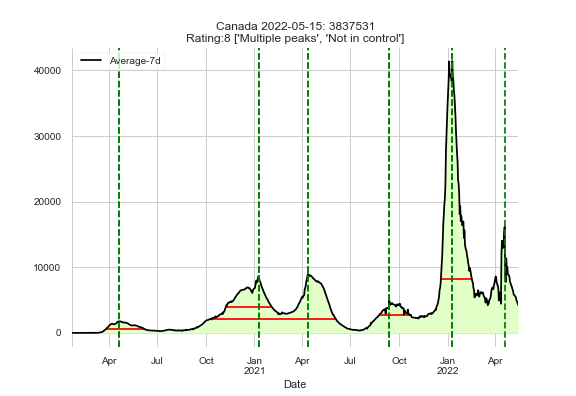 Canada 2022-05-15: 3837531
Rating:8 ['Multiple peaks', 'Not in control']
Average-7d
40000
30000
20000
10000
0
Apr Jul Oct Jan Apr Jul Oct Jan Apr
2021 2022
Date